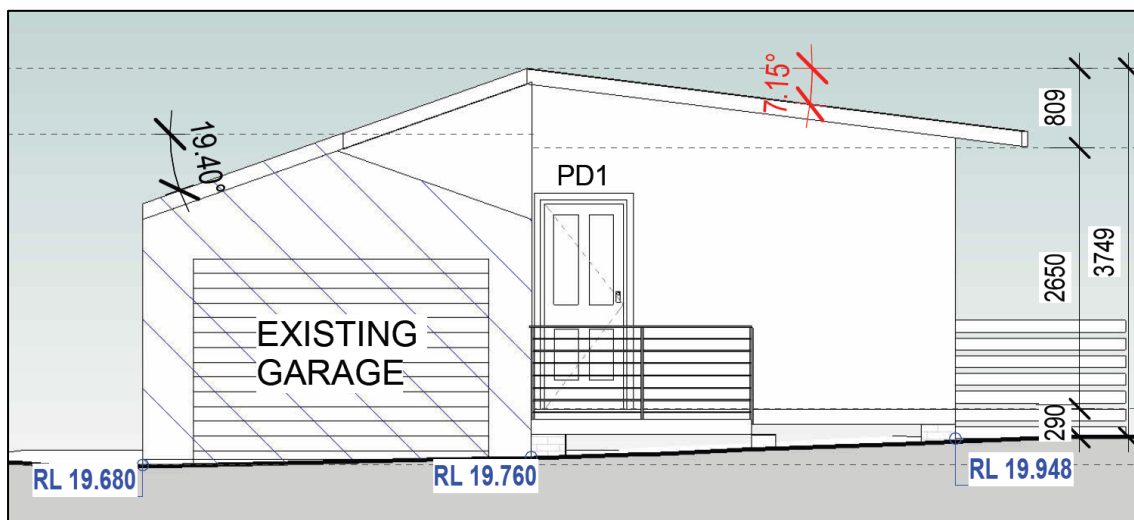 7.15°
809
19.40°
PD1
2650
3749
EXISTING
GARAGE
290
RL 19.680
RL 19.760
RL 19.948